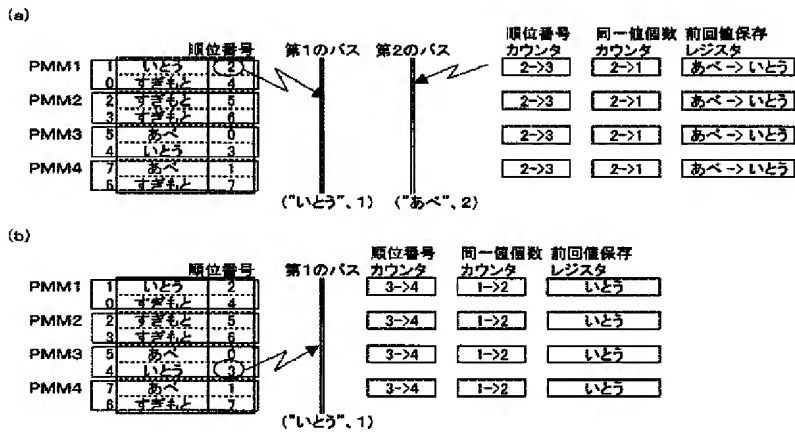 (a)
順位番号 第1のバス 第2のバス 順位番号カウンタ 同一値個数カウンタ 前回値保存レジスタ
PMM1 1 いとう 2 2->3 2->1 あべ->いとう
0 すぎもと 4
PMM2 2 すぎもと 5 2->3 2->1 あべ->いとう
3 すぎもと 6
PMM3 5 あべ 0 2->3 2->1 あべ->いとう
4 いとう 3
PMM4 7 あべ 1 2->3 2->1 あべ->いとう
6 すぎもと 7
("いとう"、1) ("あべ"、2)
(b)
順位番号 第1のバス 順位番号カウンタ 同一値個数カウンタ 前回値保存レジスタ
PMM1 1 いとう 2 3->4 1->2 いとう
0 すぎもと 4
PMM2 2 すぎもと 5 3->4 1->2 いとう
3 すぎもと 6
PMM3 5 あべ 0 3->4 1->2 いとう
4 いとう 3
PMM4 7 あべ 1 3->4 1->2 いとう
6 すぎもと 7
("いとう"、1)